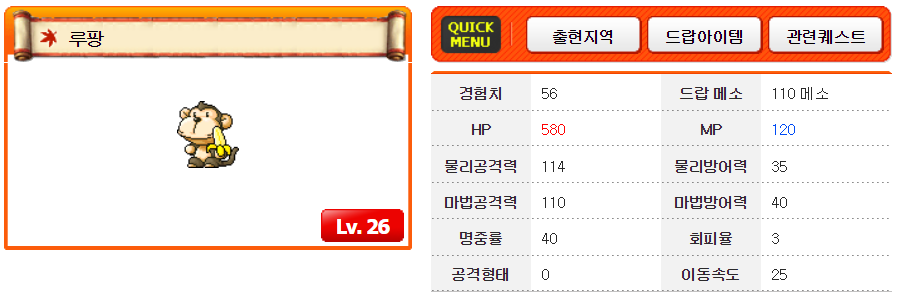 루팡
Lv. 26
QUICK MENU 출현지역 드랍아이템 관련퀘스트
경험치 56 드랍 메소 110 메소
HP 580 MP 120
물리공격력 114 물리방어력 35
마법공격력 110 마법방어력 40
명중률 40 회피율 3
공격형태 0 이동속도 25